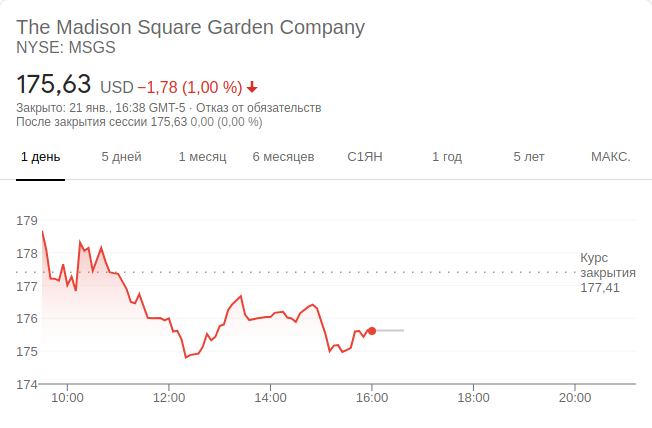 The Madison Square Garden Company
NYSE: MSGS
175,63 USD −1,78 (1,00 %)
Закрыто: 21 янв., 16:38 GMT-5 · Отказ от обязательств
После закрытия сессии 175,63 0,00 (0,00 %)
1 день 5 дней 1 месяц 6 месяцев С1ЯН 1 год 5 лет МАКС.
179
178
177
176
175
174
Курс
закрытия
177,41
10:00 12:00 14:00 16:00 18:00 20:00